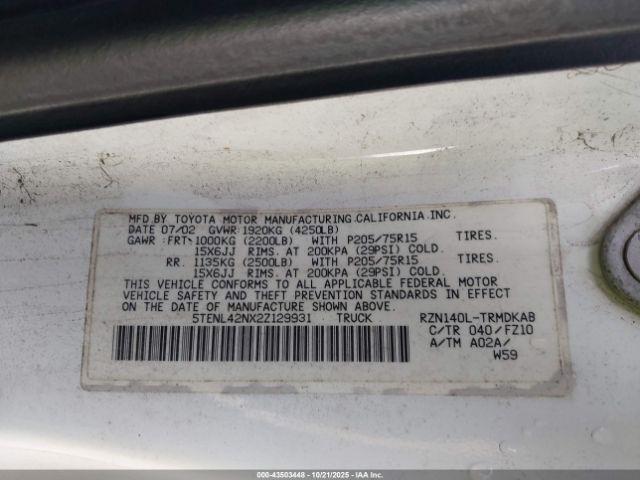 MFD BY TOYOTA MOTOR MANUFACTURING.CALIFORNIA.INC.
DATE 07/02 GVWR 1920KG (4250LB)
GAWR : FRT: 1000KG (2200LB) WITH P205/75R15 TIRES.
15X6JJ RIMS. AT 200KPA (29PSI) COLD.
RR. 1135KG (2500LB) WITH P205/75R15 TIRES.
15X6JJ RIMS. AT 200KPA (29PSI) COLD.
THIS VEHICLE CONFORMS TO ALL APPLICABLE FEDERAL MOTOR
VEHICLE SAFETY AND THEFT PREVENTION STANDARDS IN EFFECT
ON THE DATE OF MANUFACTURE SHOWN ABOVE.
5TENL42NX2Z129931 TRUCK RZN140L-TRMDKAB
C/TR 040/FZ10
A/TM A02A/
W59
000-43503448 - 10/21/2025 - IAAI.com